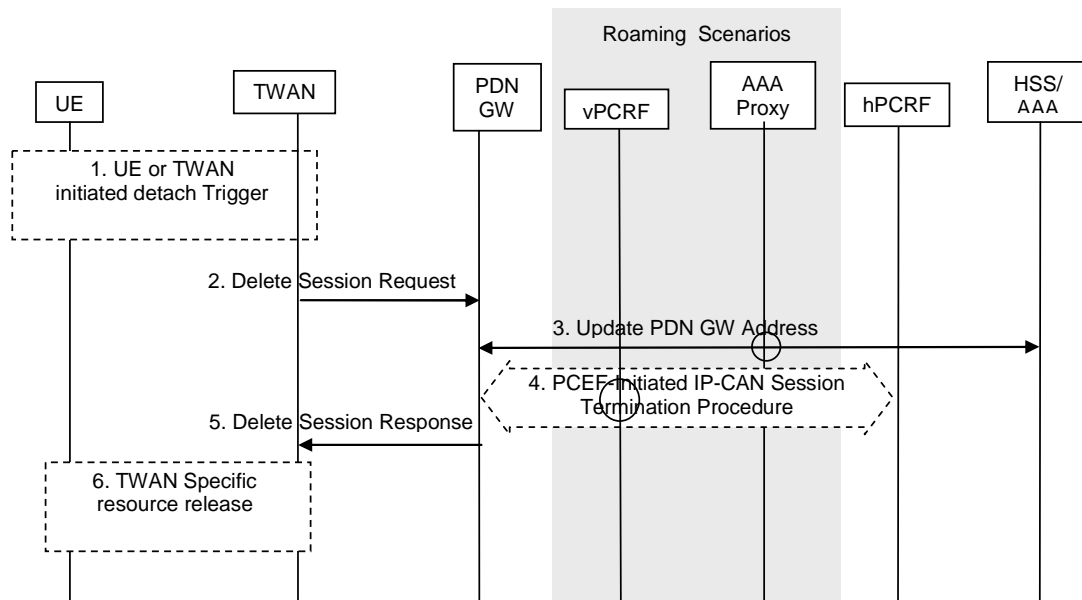 Roaming Scenarios
UE
TWAN
PDN
GW
vPCRF
AAA
Proxy
hPCRF
HSS/
AAA
1. UE or TWAN
initiated detach Trigger
2. Delete Session Request
3. Update PDN GW Address
4. PCEF-Initiated IP-CAN Session
Termination Procedure
5. Delete Session Response
6. TWAN Specific
resource release